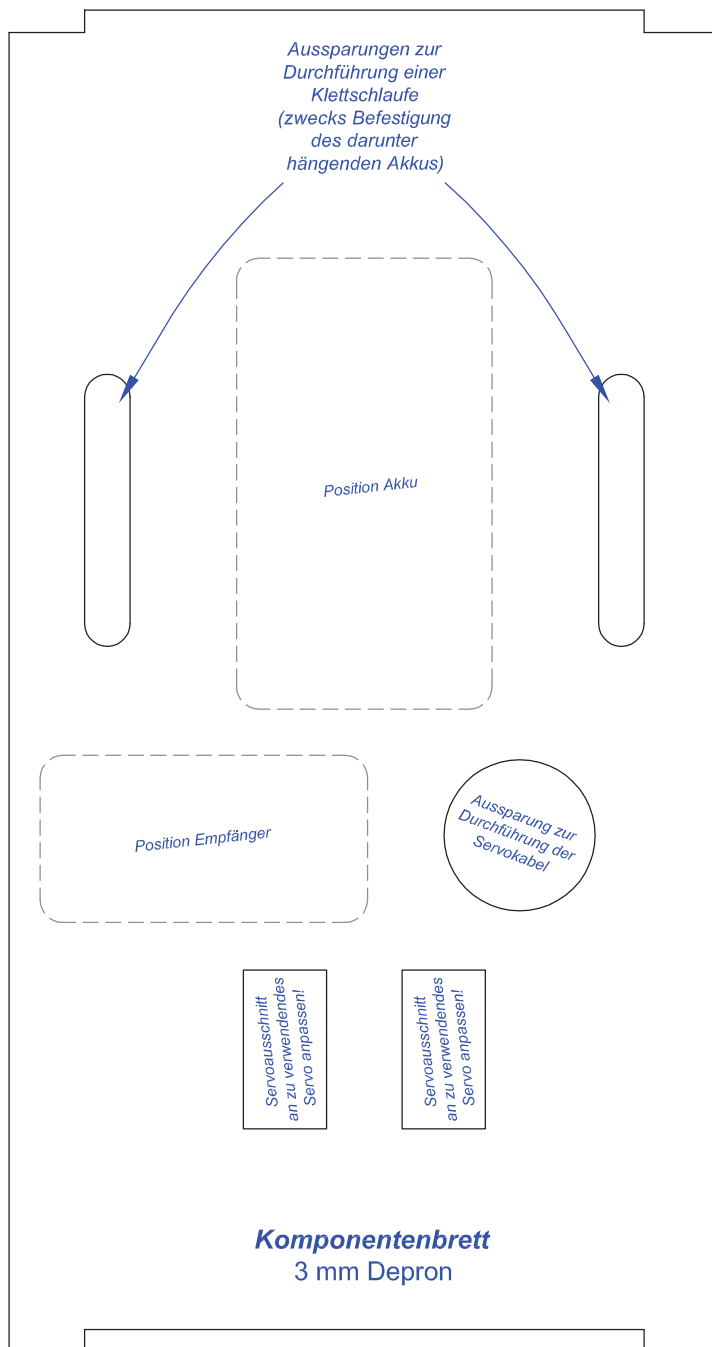 Aussparungen zur
Durchführung einer
Klettschlaufe
(zwecks Befestigung
des darunter
hängenden Akkus)
Position Akku
Position Empfänger
Aussparung zur
Durchführung der
Servokabel
Servoausschnitt
an zu verwendendes
Servo anpassen!
Servoausschnitt
an zu verwendendes
Servo anpassen!
Komponentenbrett
3 mm Depron